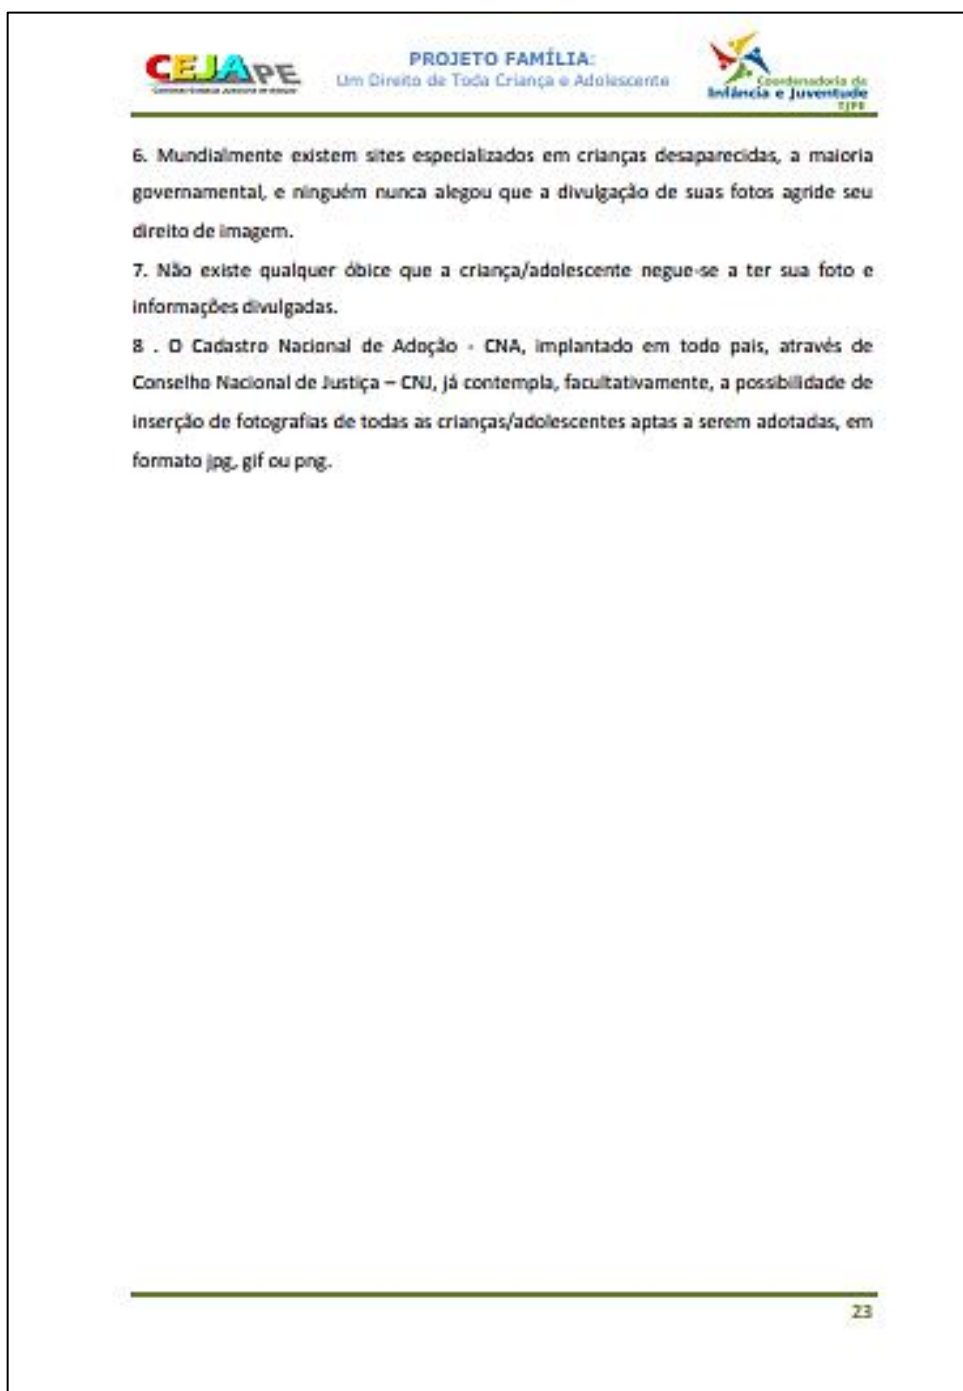 CEJAPE
PROJETO FAMÍLIA:
Um Direito de Toda Criança e Adolescente
Coordenadoria da
Infância e Juventude
TJPE
6. Mundialmente existem sites especializados em crianças desaparecidas, a maioria
governamental, e ninguém nunca alegou que a divulgação de suas fotos agride seu
direito de imagem.
7. Não existe qualquer óbice que a criança/adolescente negue-se a ter sua foto e
informações divulgadas.
8 . O Cadastro Nacional de Adoção - CNA, implantado em todo pais, através de
Conselho Nacional de Justiça – CNJ, já contempla, facultativamente, a possibilidade de
inserção de fotografias de todas as crianças/adolescentes aptas a serem adotadas, em
formato jpg, gif ou png.
23